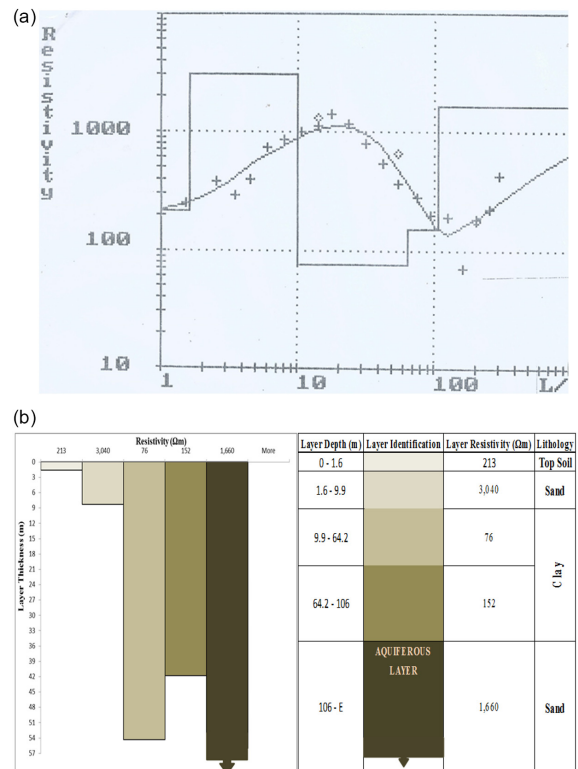 (a)
Resistivity
1000
100
10
1 10 100 L/
(b)
Resistivity (Ωm)
213 3,040 76 152 1,660 More
Layer Thickness (m)
0
3
6
9
12
15
18
21
24
27
30
33
36
39
42
45
48
51
54
57
Layer Depth (m) Layer Identification Layer Resistivity (Ωm) Lithology
0 - 1.6 213 Top Soil
1.6 - 9.9 3,040 Sand
9.9 - 64.2 76
Clay
64.2 - 106 152
AQUIFEROUS
LAYER
106 - E 1,660 Sand